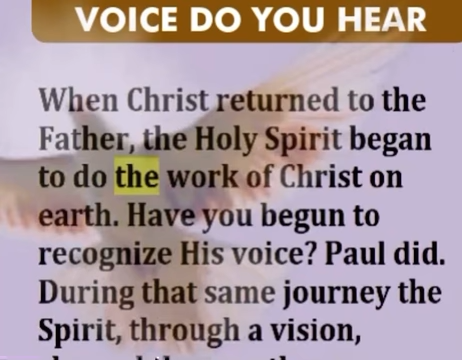 VOICE DO YOU HEAR
When Christ returned to the
Father, the Holy Spirit began
to do the work of Christ on
earth. Have you begun to
recognize His voice? Paul did.
During that same journey the
Spirit, through a vision,